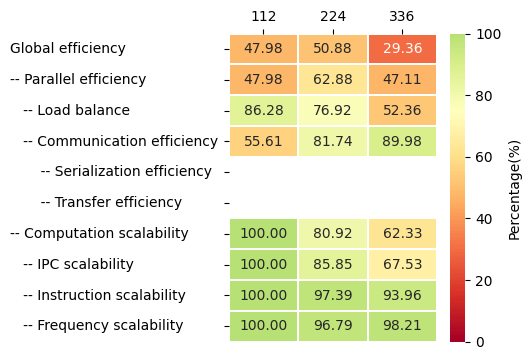 112 224 336
Global efficiency 47.98 50.88 29.36
-- Parallel efficiency 47.98 62.88 47.11
-- Load balance 86.28 76.92 52.36
-- Communication efficiency 55.61 81.74 89.98
-- Serialization efficiency
-- Transfer efficiency
-- Computation scalability 100.00 80.92 62.33
-- IPC scalability 100.00 85.85 67.53
-- Instruction scalability 100.00 97.39 93.96
-- Frequency scalability 100.00 96.79 98.21
100
80
60
40
20
0
Percentage(%)